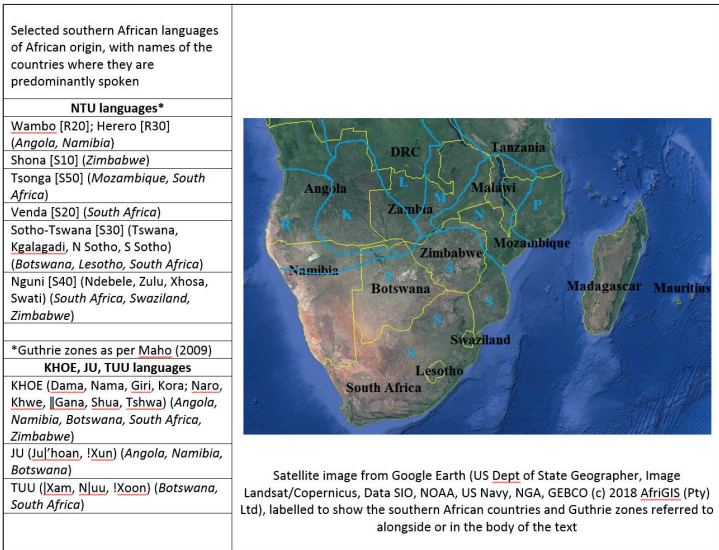 Selected southern African languages
of African origin, with names of the
countries where they are
predominantly spoken
NTU languages*
Wambo [R20]; Herero [R30]
(Angola, Namibia)
Shona [S10] (Zimbabwe)
Tsonga [S50] (Mozambique, South
Africa)
Venda [S20] (South Africa)
Sotho-Tswana [S30] (Tswana,
Kgalagadi, N Sotho, S Sotho)
(Botswana, Lesotho, South Africa)
Nguni [S40] (Ndebele, Zulu, Xhosa,
Swati) (South Africa, Swaziland,
Zimbabwe)
*Guthrie zones as per Maho (2009)
KHOE, JU, TUU languages
KHOE (Dama, Nama, Giri, Kora; Naro,
Khwe, ǁGana, Shua, Tshwa) (Angola,
Namibia, Botswana, South Africa,
Zimbabwe)
JU (Ju|’hoan, !Xun) (Angola, Namibia,
Botswana)
TUU (|Xam, N|uu, !Xoon) (Botswana,
South Africa)
DRC
Tanzania
Angola
L
M
Malawi
Zambia
N
P
R
K
Mozambique
Zimbabwe
Namibia
R
S
Botswana
Madagascar
Mauritius
S
S
Swaziland
S
Lesotho
South Africa
Satellite image from Google Earth (US Dept of State Geographer, Image
Landsat/Copernicus, Data SIO, NOAA, US Navy, NGA, GEBCO (c) 2018 AfriGIS (Pty)
Ltd), labelled to show the southern African countries and Guthrie zones referred to
alongside or in the body of the text